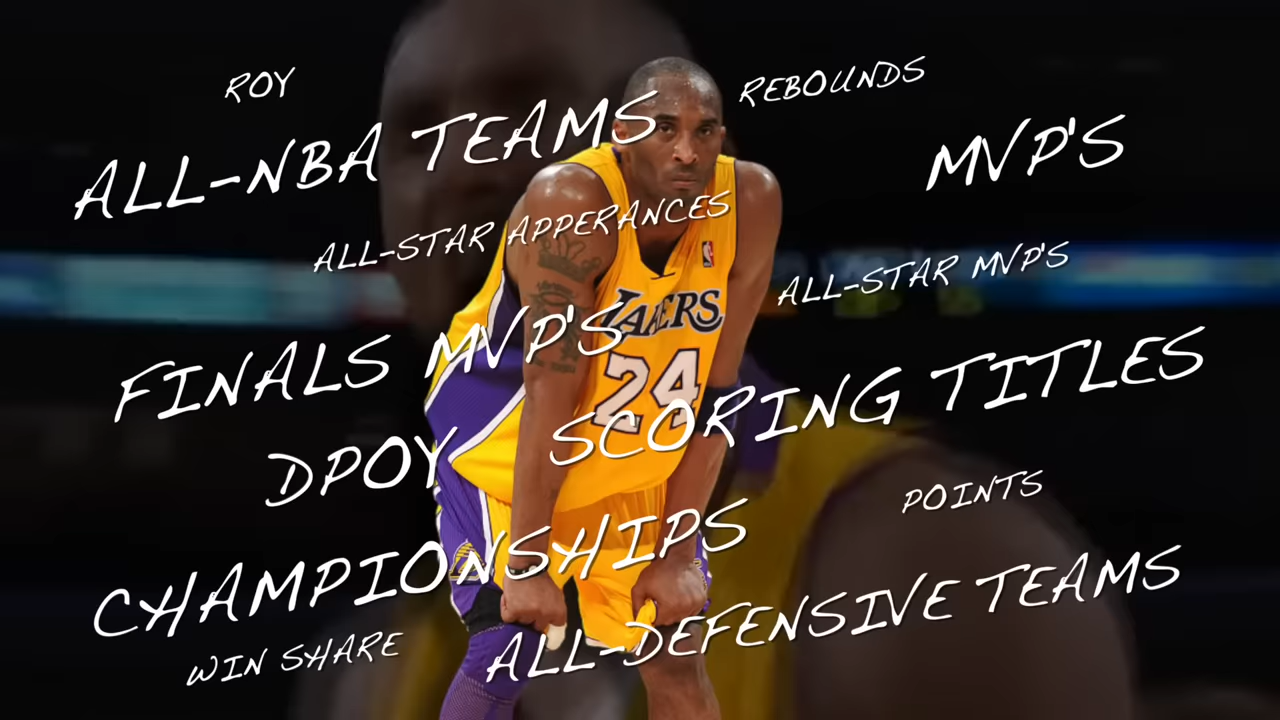 ROY
REBOUNDS
ALL-NBA TEAMS
MVP'S
ALL-STAR APPERANCES
ALL-STAR MVP'S
FINALS MVP'S
LAKERS
24
SCORING TITLES
DPOY
POINTS
CHAMPIONSHIPS
ALL-DEFENSIVE TEAMS
WIN SHARE